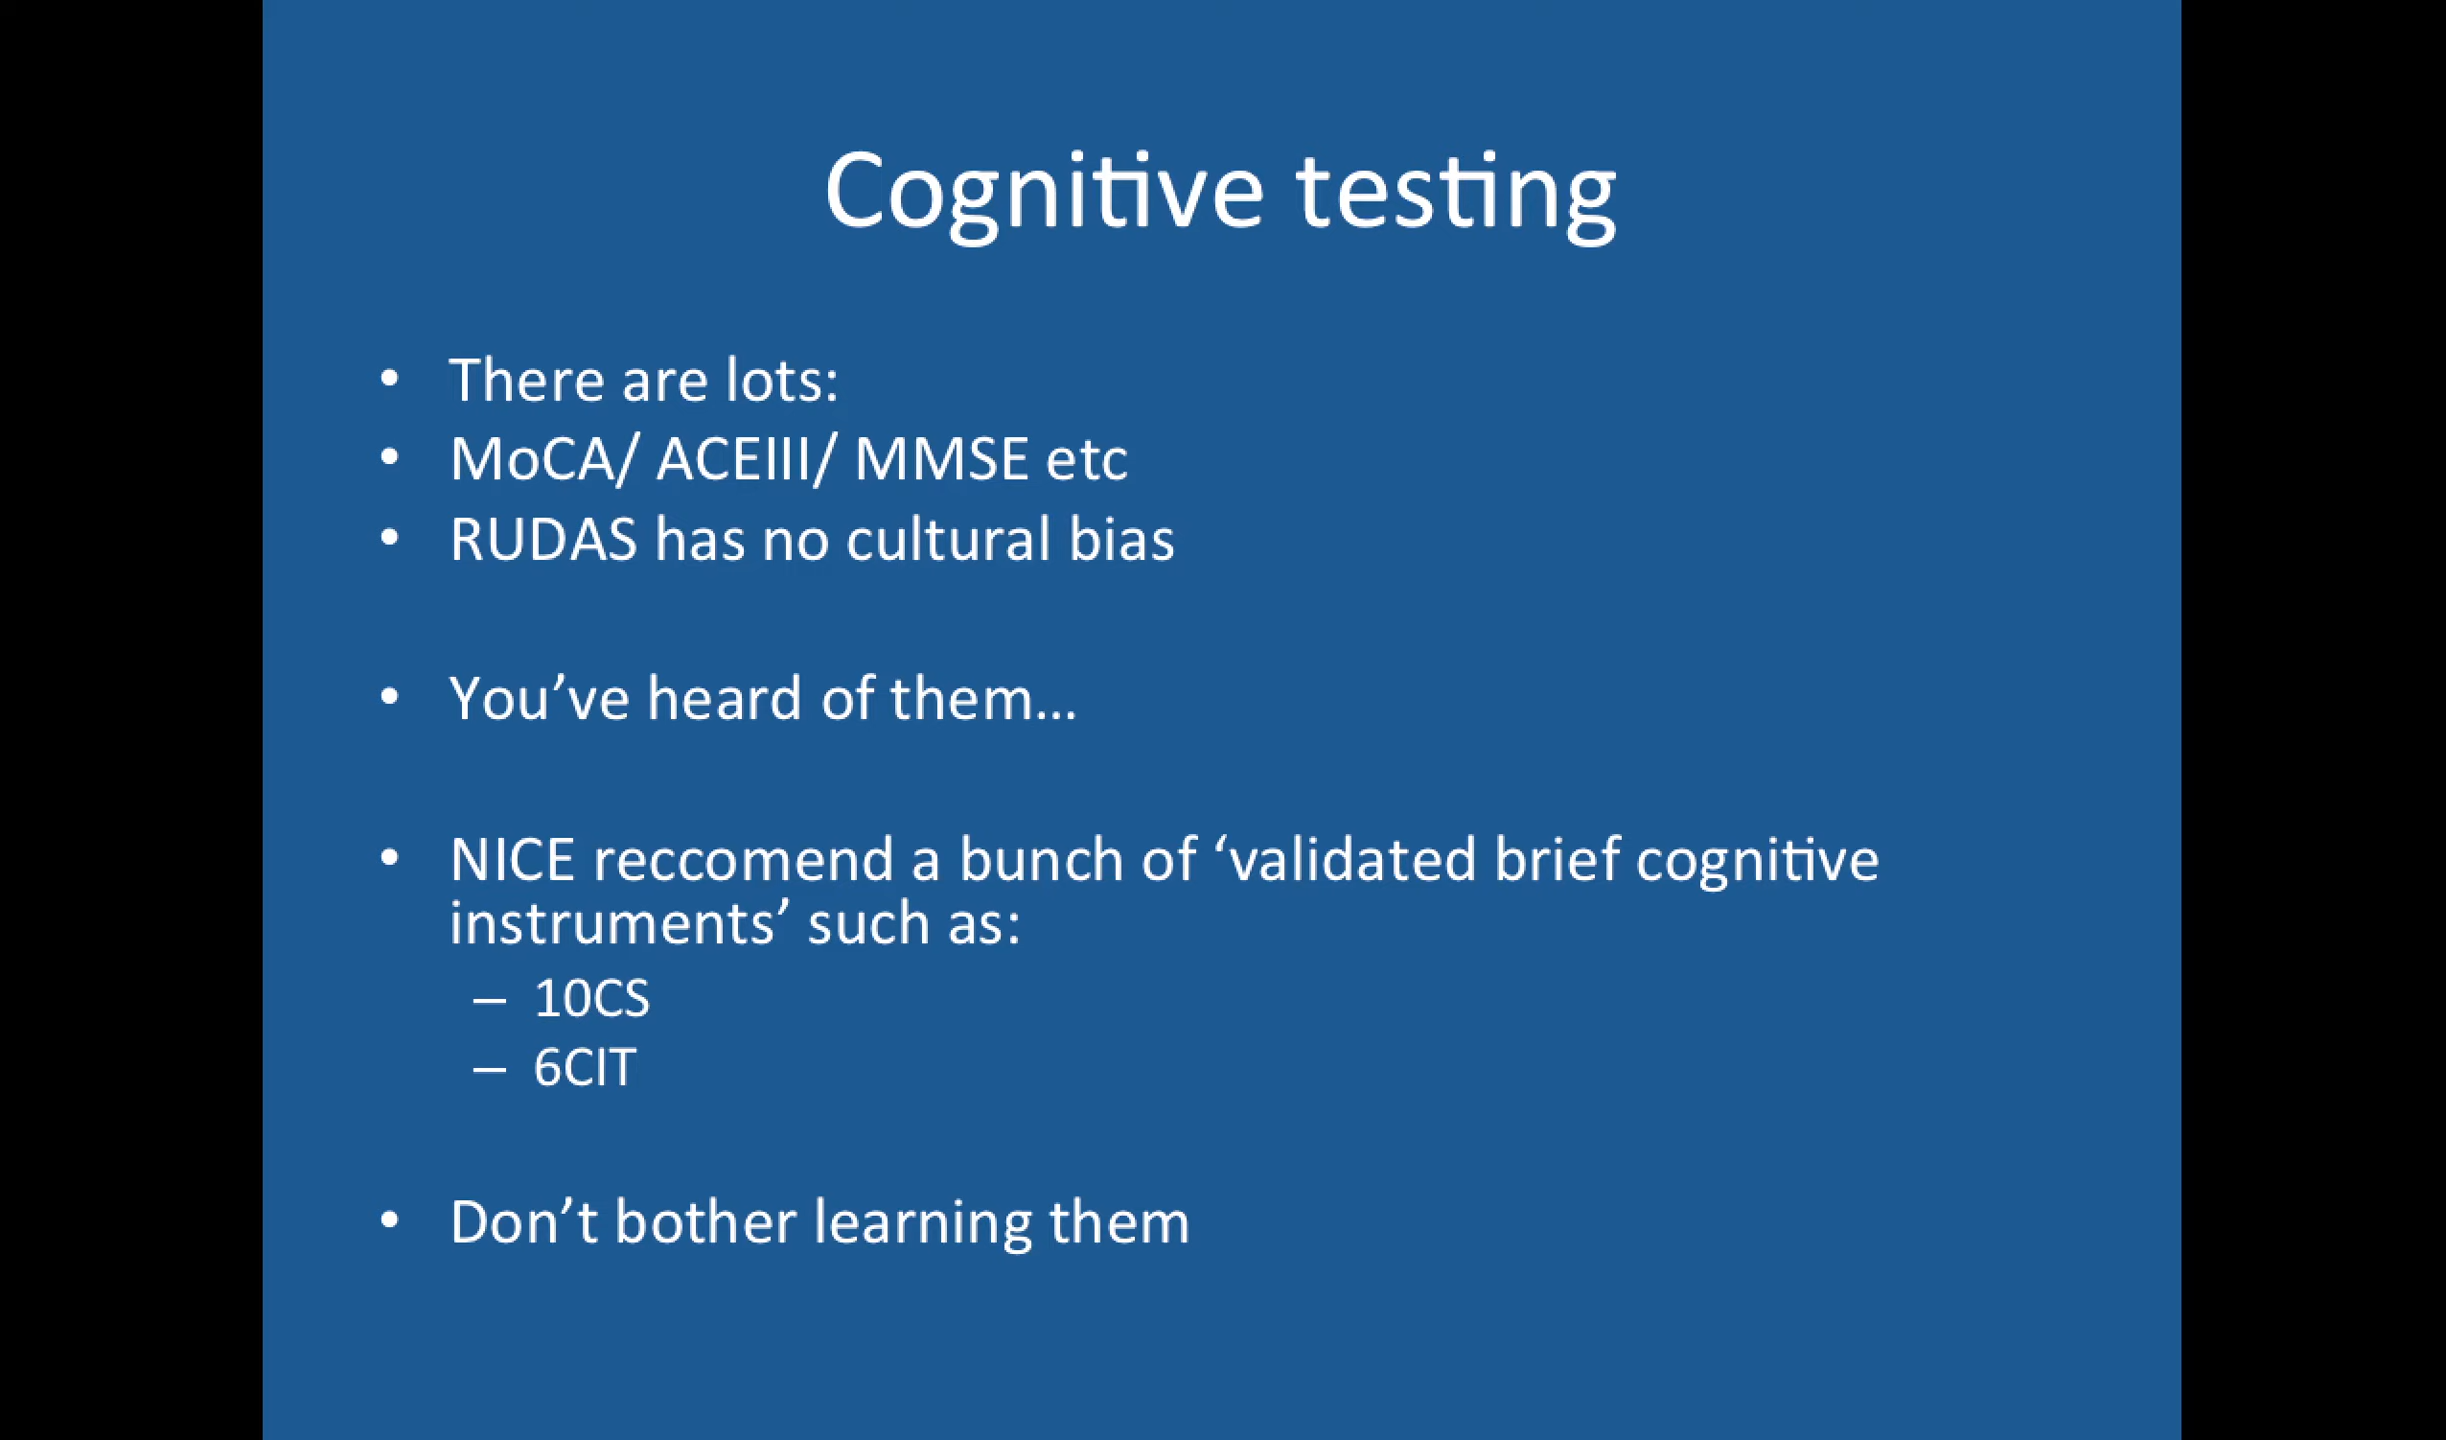 Cognitive testing
• There are lots:
• MoCA/ ACEIII/ MMSE etc
• RUDAS has no cultural bias
• You’ve heard of them…
• NICE reccomend a bunch of ‘validated brief cognitive
instruments’ such as:
– 10CS
– 6CIT
• Don’t bother learning them